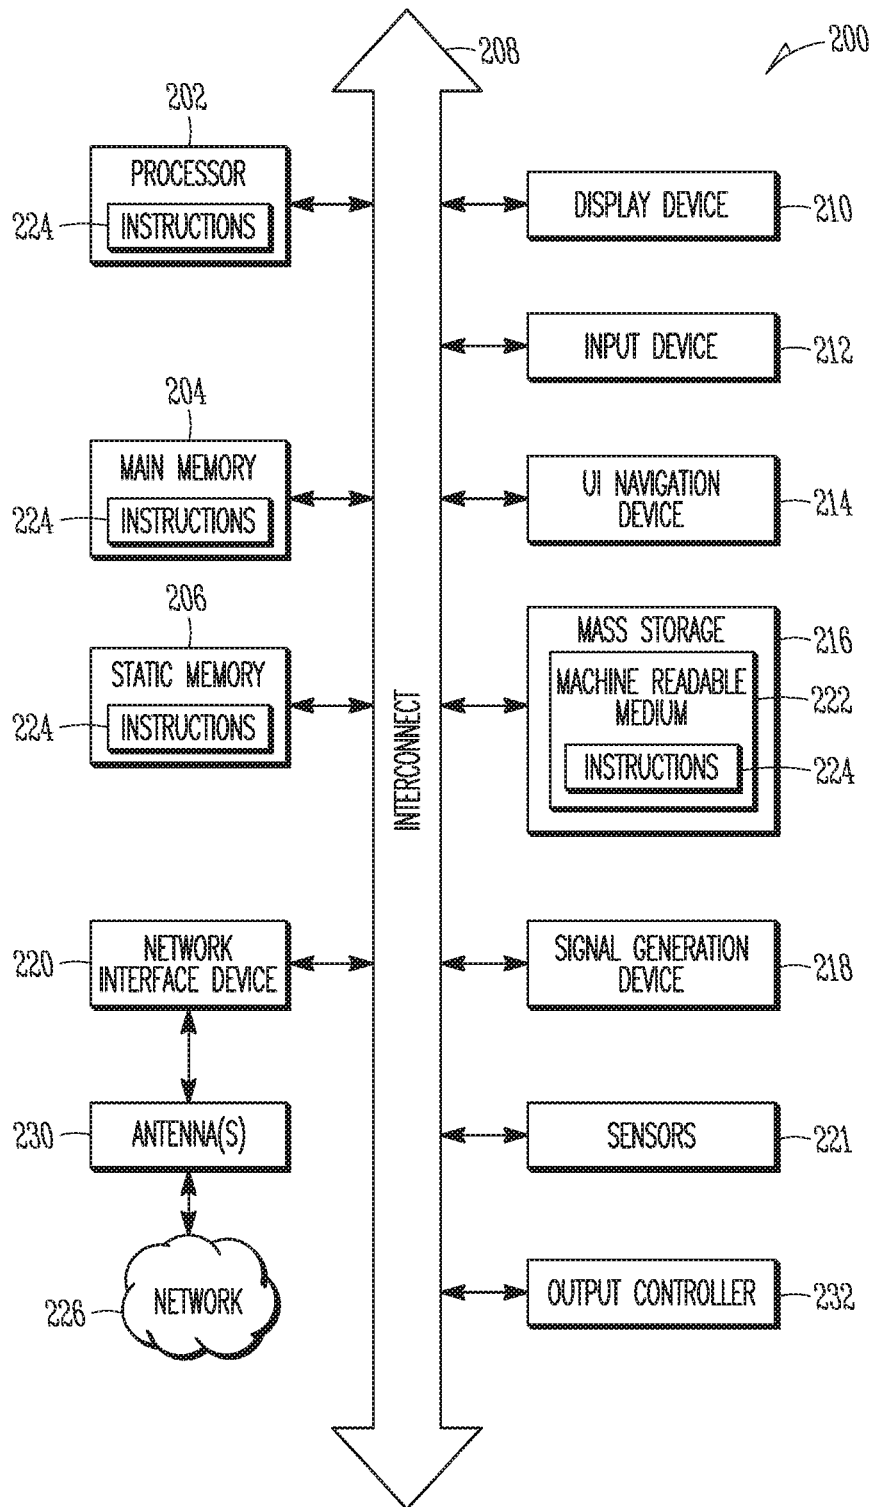 208
200
202
PROCESSOR
224
INSTRUCTIONS
DISPLAY DEVICE
210
INPUT DEVICE
212
204
MAIN MEMORY
224
INSTRUCTIONS
UI NAVIGATION
DEVICE
214
206
STATIC MEMORY
224
INSTRUCTIONS
MASS STORAGE
216
MACHINE READABLE
MEDIUM
222
INSTRUCTIONS
224
INTERCONNECT
220
NETWORK
INTERFACE DEVICE
SIGNAL GENERATION
DEVICE
218
230
ANTENNA(S)
SENSORS
221
226
NETWORK
OUTPUT CONTROLLER
232